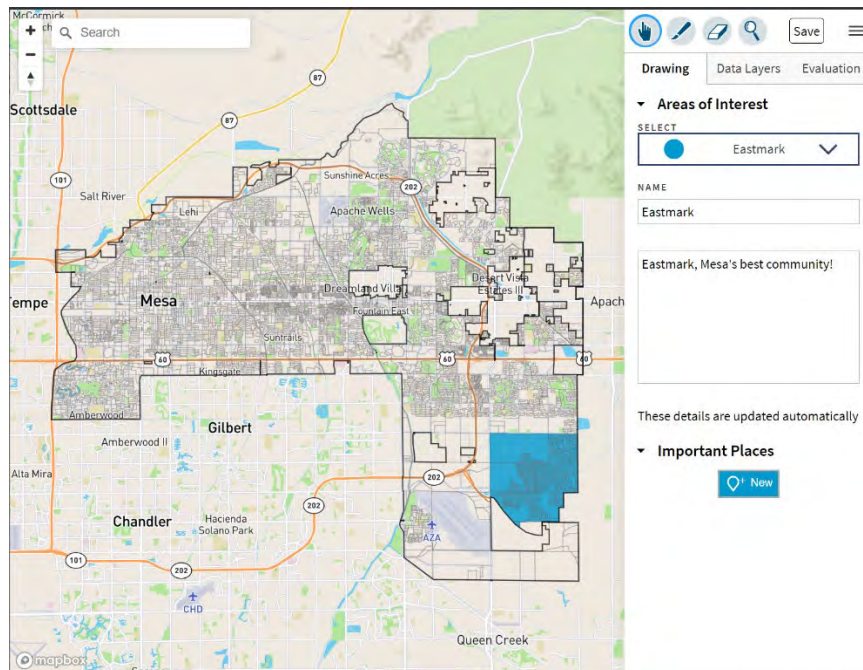 McCormick
Search
87
87
Scottsdale
101
Salt River
Sunshine Acres
202
Lehi
Apache Wells
Mesa
Dreamland Villa
Desert Vista
Estates III
Tempe
Apach
Fountain East
Suntrails
60
60
60
Kingsgate
Amberwood
Gilbert
Amberwood II
Alta Mira
202
202
Chandler
Hacienda
Solano Park
AZA
101
202
CHD
Queen Creek
mapbox
Save
Drawing Data Layers Evaluation
Areas of Interest
SELECT
Eastmark
NAME
Eastmark
Eastmark, Mesa's best community!
These details are updated automatically
Important Places
New